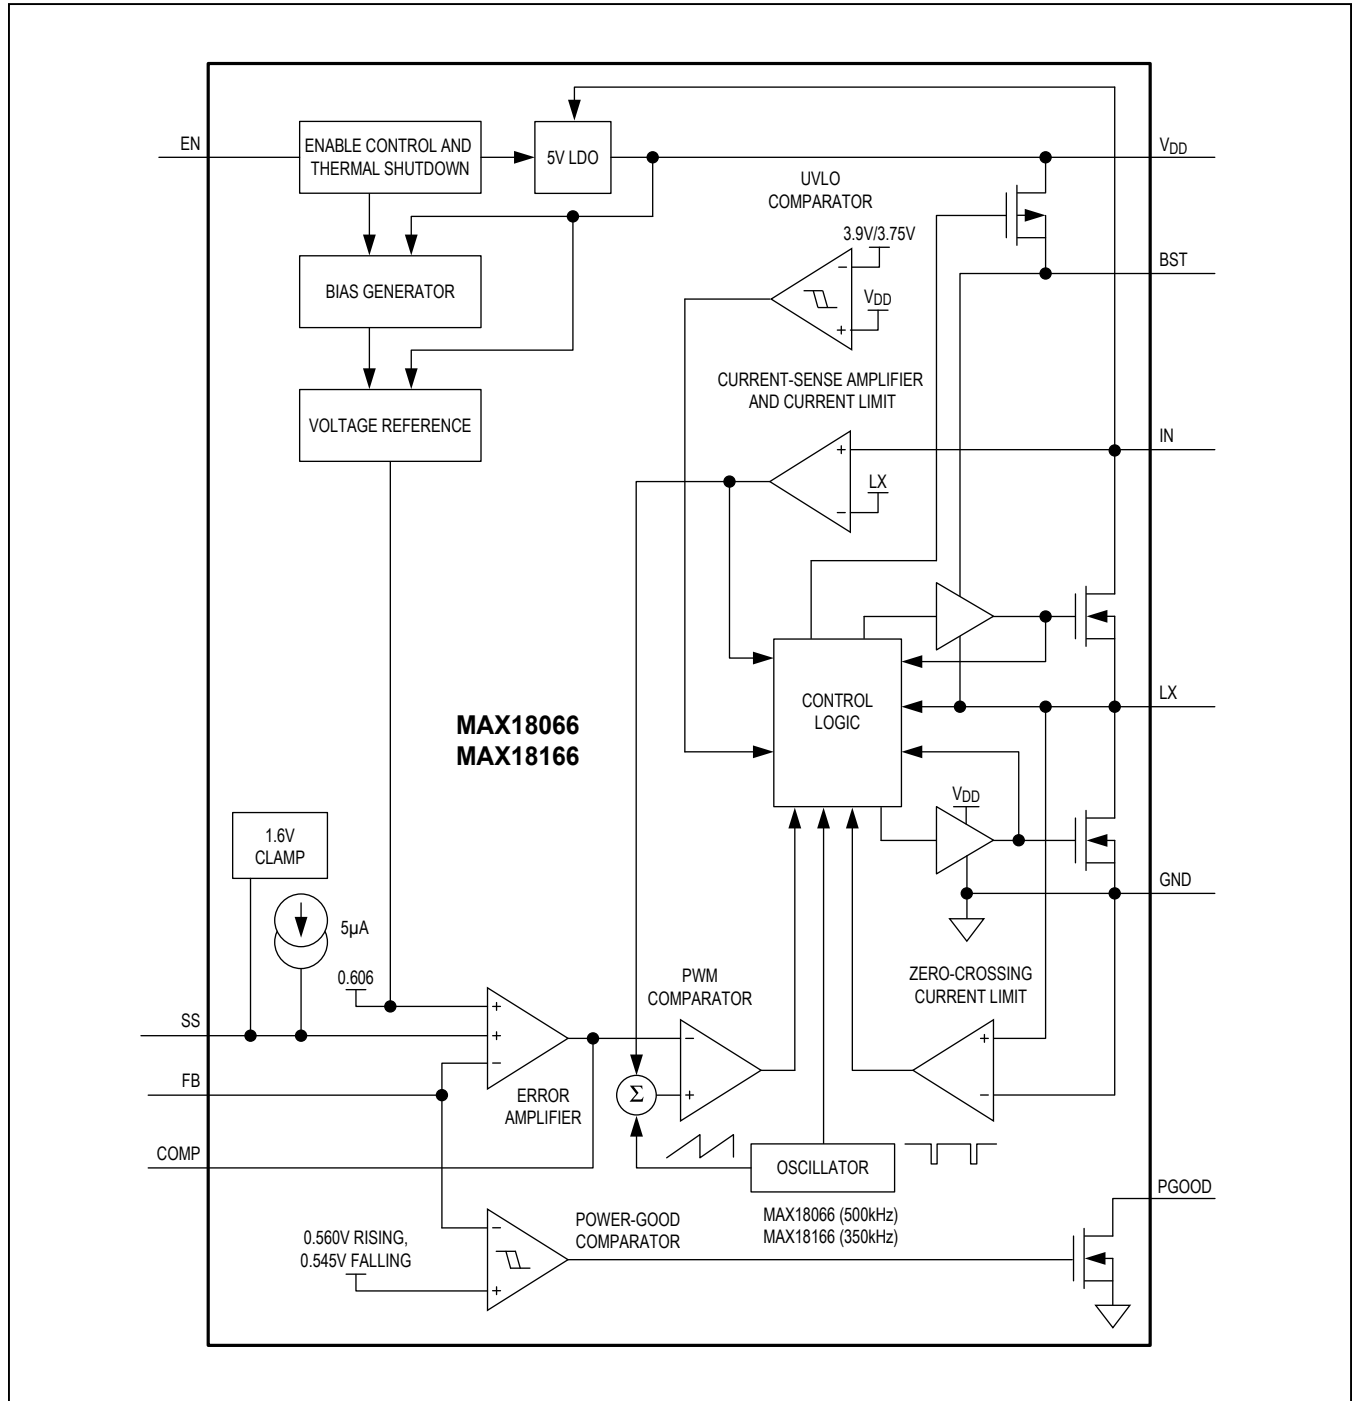 EN
ENABLE CONTROL AND
THERMAL SHUTDOWN
5V LDO
VDD
UVLO
COMPARATOR
3.9V/3.75V
−
VDD
+
BST
BIAS GENERATOR
VOLTAGE REFERENCE
CURRENT-SENSE AMPLIFIER
AND CURRENT LIMIT
+
LX
−
IN
CONTROL
LOGIC
LX
MAX18066
MAX18166
VDD
GND
1.6V
CLAMP
5µA
0.606
SS
+
+
−
FB
ERROR
AMPLIFIER
COMP
PWM
COMPARATOR
−
+
Σ
ZERO-CROSSING
CURRENT LIMIT
+
−
OSCILLATOR
MAX18066 (500kHz)
MAX18166 (350kHz)
PGOOD
0.560V RISING,
0.545V FALLING
−
+
POWER-GOOD
COMPARATOR